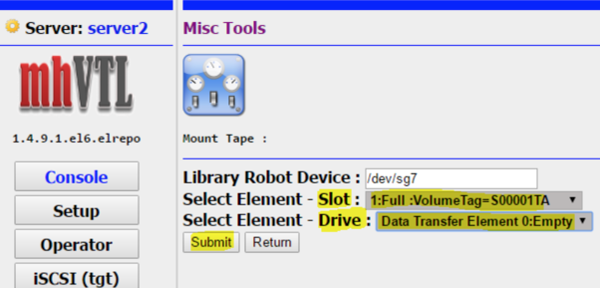 Server: server2
mhVTL
1.4.9.1.el6.elrepo
Console
Setup
Operator
iSCSI (tgt)
Misc Tools
Mount Tape :
Library Robot Device : /dev/sg7
Select Element - Slot : 1:Full :VolumeTag=S00001TA
Select Element - Drive : Data Transfer Element 0:Empty
Submit Return